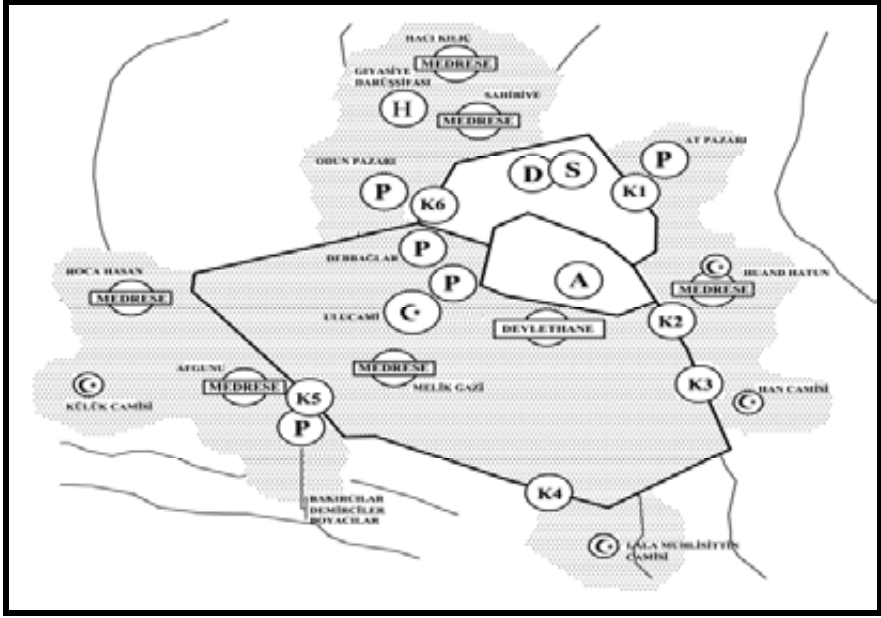 HACI KILIÇ
MEDRESE
GIYASİYE
DARÜŞŞİFASI
H
SAHİBİYE
MEDRESE
AT PAZARI
P
ODUN PAZARI
P
K6
D
S
K1
DEBBAĞLAR
P
P
A
HUAND HATUN
MEDRESE
HOCA HASAN
MEDRESE
ULUCAMİ
DEVLETHANE
K2
AFGUNU
MEDRESE
MEDRESE
MELİK GAZİ
K3
HAN CAMİSİ
KÜLÜK CAMİSİ
K5
P
K4
BAKIRCILAR
DEMİRCİLER
BOYACILAR
LALA MUHLİSİTTİN
CAMİSİ